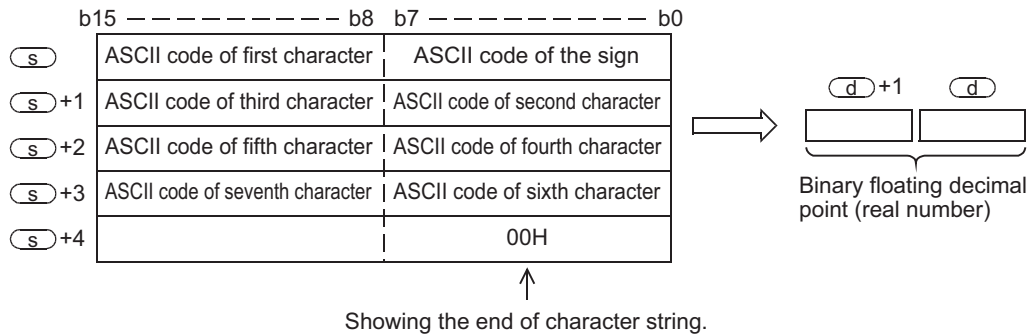 b15 — — — — — — — b8 b7 — — — — — — — b0
s ASCII code of first character ASCII code of the sign
s +1 ASCII code of third character ASCII code of second character
s +2 ASCII code of fifth character ASCII code of fourth character
s +3 ASCII code of seventh character ASCII code of sixth character
s +4 00H
Showing the end of character string.
d +1 d
Binary floating decimal
point (real number)